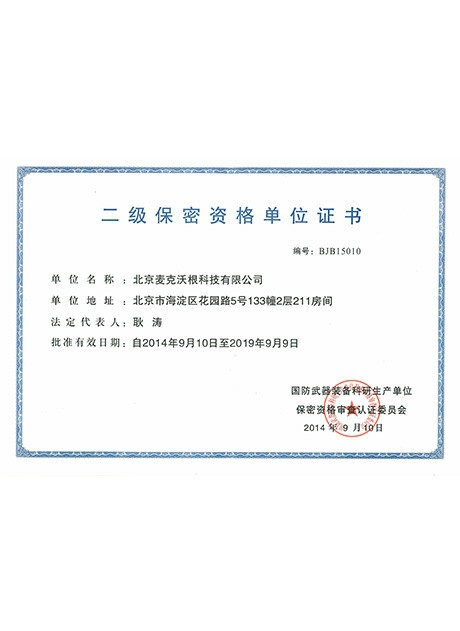 二级保密资格单位证书
编号：BJB15010
单位名称：北京麦克沃根科技有限公司
单位地址：北京市海淀区花园路5号133幢2层211房间
法定代表人：耿涛
批准有效日期：自2014年9月10日至2019年9月9日
国防武器装备科研生产单位
保密资格审查认证委员会
2014年9月10日